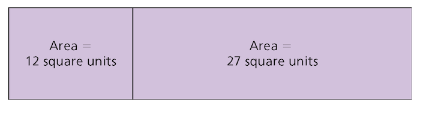 Area =
12 square units
Area =
27 square units